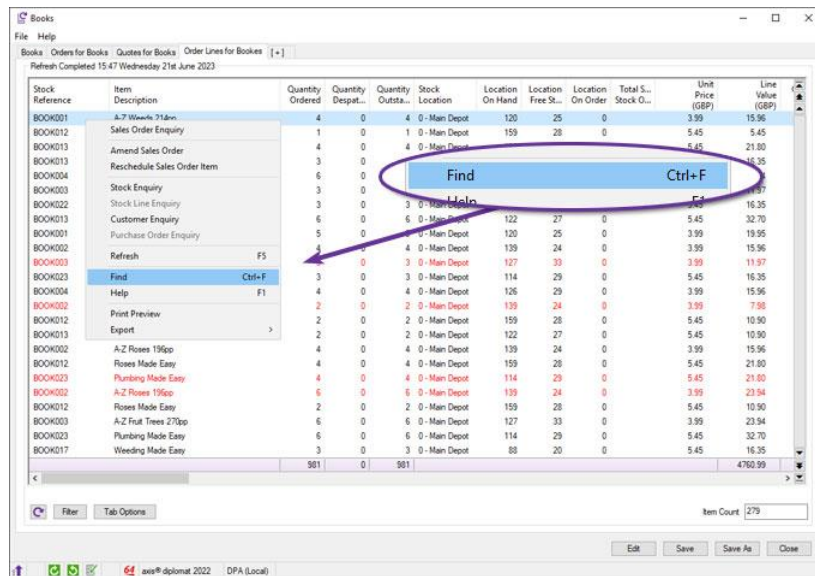 Books
File Help
Books Orders for Books Quotes for Books Order Lines for Bookes [+]
Refresh Completed 15:47 Wednesday 21st June 2023
Stock Reference Item Description Quantity Ordered Quantity Despat... Quantity Outsta... Stock Location Location On Hand Location Free St... Location On Order Total S... Stock O... Unit Price (GBP) Line Value (GBP)
BOOK001 A-Z Weeds 214pp 4 0 4 0 - Main Depot 120 25 0 3.99 15.96
BOOK012 Sales Order Enquiry 1 0 1 0 - Main Depot 159 28 0 5.45 5.45
BOOK013 Amend Sales Order 4 0 4 0 - Main Depot 5.45 21.80
BOOK013 Reschedule Sales Order Item 3 0 16.35
BOOK004 6 0 Find Ctrl+F
BOOK003 Stock Enquiry 3 0 Help F1
BOOK022 Stock Line Enquiry 3 0 3 0 - Main Depot 16.35
BOOK013 Customer Enquiry 6 0 6 0 - Main Depot 122 27 0 5.45 32.70
BOOK001 Purchase Order Enquiry 5 0 0 - Main Depot 120 25 0 3.99 19.95
BOOK002 4 0 4 0 - Main Depot 139 24 0 3.99 15.96
BOOK003 Refresh F5 0 3 0 - Main Depot 127 33 0 3.99 11.97
BOOK023 Find Ctrl+F 3 0 3 0 - Main Depot 114 29 0 5.45 16.35
BOOK004 Help F1 4 0 4 0 - Main Depot 126 29 0 3.99 15.96
BOOK002 2 0 2 0 - Main Depot 139 24 0 3.99 7.98
BOOK012 Print Preview 2 0 2 0 - Main Depot 159 28 0 5.45 10.90
BOOK013 Export 2 0 2 0 - Main Depot 122 27 0 5.45 10.90
BOOK002 A-Z Roses 196pp 4 0 4 0 - Main Depot 139 24 0 3.99 15.96
BOOK012 Roses Made Easy 4 0 4 0 - Main Depot 159 28 0 5.45 21.80
BOOK023 Plumbing Made Easy 4 0 4 0 - Main Depot 114 29 0 5.45 21.80
BOOK002 A-Z Roses 196pp 6 0 6 0 - Main Depot 139 24 0 3.99 23.94
BOOK012 Roses Made Easy 2 0 2 0 - Main Depot 159 28 0 5.45 10.90
BOOK003 A-Z Fruit Trees 270pp 6 0 6 0 - Main Depot 127 33 0 3.99 23.94
BOOK023 Plumbing Made Easy 6 0 6 0 - Main Depot 114 29 0 5.45 32.70
BOOK017 Weeding Made Easy 3 0 3 0 - Main Depot 88 20 0 5.45 16.35
981 0 981 4760.99
Filter Tab Options Item Count 279
Edit Save Save As Close
64 axis® diplomat 2022 DPA (Local)